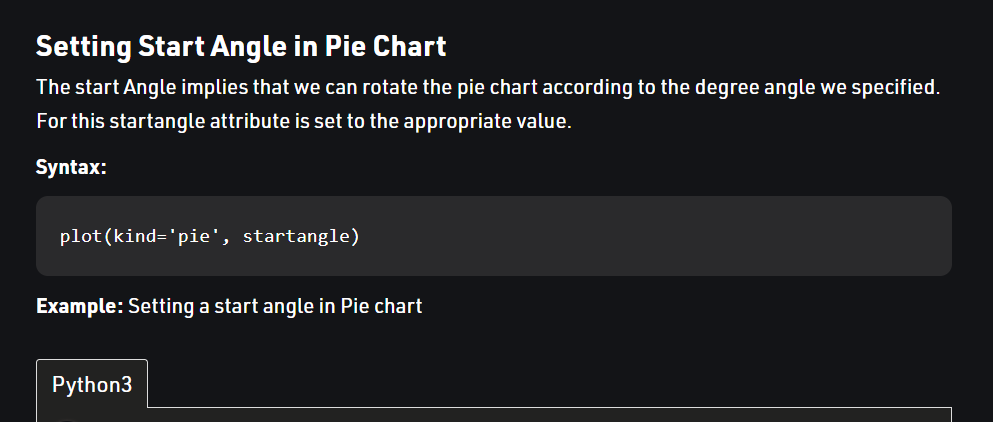 Setting Start Angle in Pie Chart
The start Angle implies that we can rotate the pie chart according to the degree angle we specified.
For this startangle attribute is set to the appropriate value.
Syntax:
plot(kind='pie', startangle)
Example: Setting a start angle in Pie chart
Python3